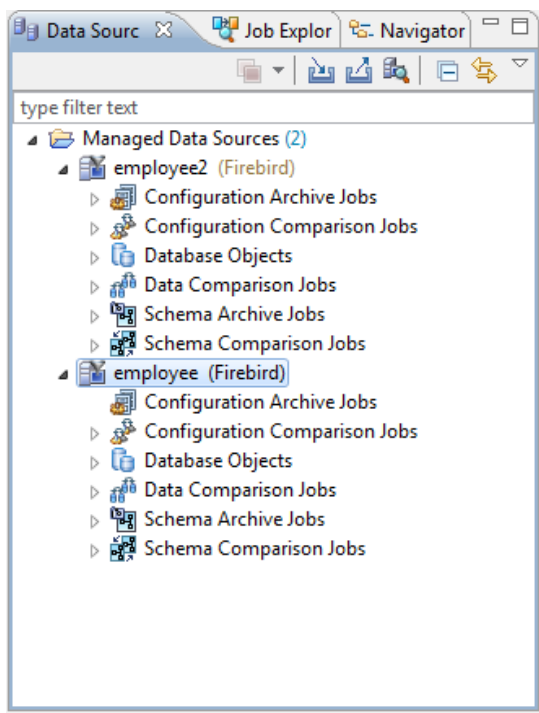 Data Sourc Job Explor Navigator
type filter text
Managed Data Sources (2)
employee2 (Firebird)
Configuration Archive Jobs
Configuration Comparison Jobs
Database Objects
Data Comparison Jobs
Schema Archive Jobs
Schema Comparison Jobs
employee (Firebird)
Configuration Archive Jobs
Configuration Comparison Jobs
Database Objects
Data Comparison Jobs
Schema Archive Jobs
Schema Comparison Jobs